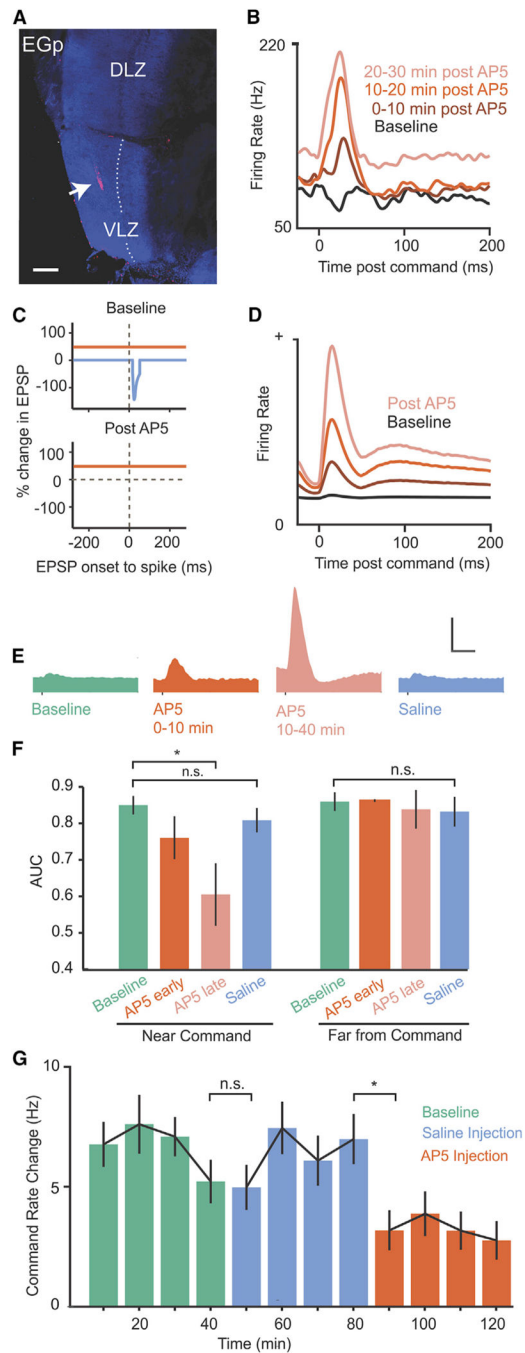 A
EGp
DLZ
VLZ
B
220
50
Firing Rate (Hz)
20-30 min post AP5
10-20 min post AP5
0-10 min post AP5
Baseline
0
100
200
Time post command (ms)
C
Baseline
100
0
-100
Post AP5
100
0
-100
% change in EPSP
-200
0
200
EPSP onset to spike (ms)
D
+
0
Firing Rate
Post AP5
Baseline
0
100
200
Time post command (ms)
E
Baseline
AP5
0-10 min
AP5
10-40 min
Saline
F
*
n.s.
n.s.
0.9
0.8
0.7
0.6
0.5
0.4
AUC
Baseline
AP5 early
AP5 late
Saline
Near Command
Baseline
AP5 early
AP5 late
Saline
Far from Command
G
10
5
0
Command Rate Change (Hz)
n.s.
*
Baseline
Saline Injection
AP5 Injection
20
40
60
80
100
120
Time (min)